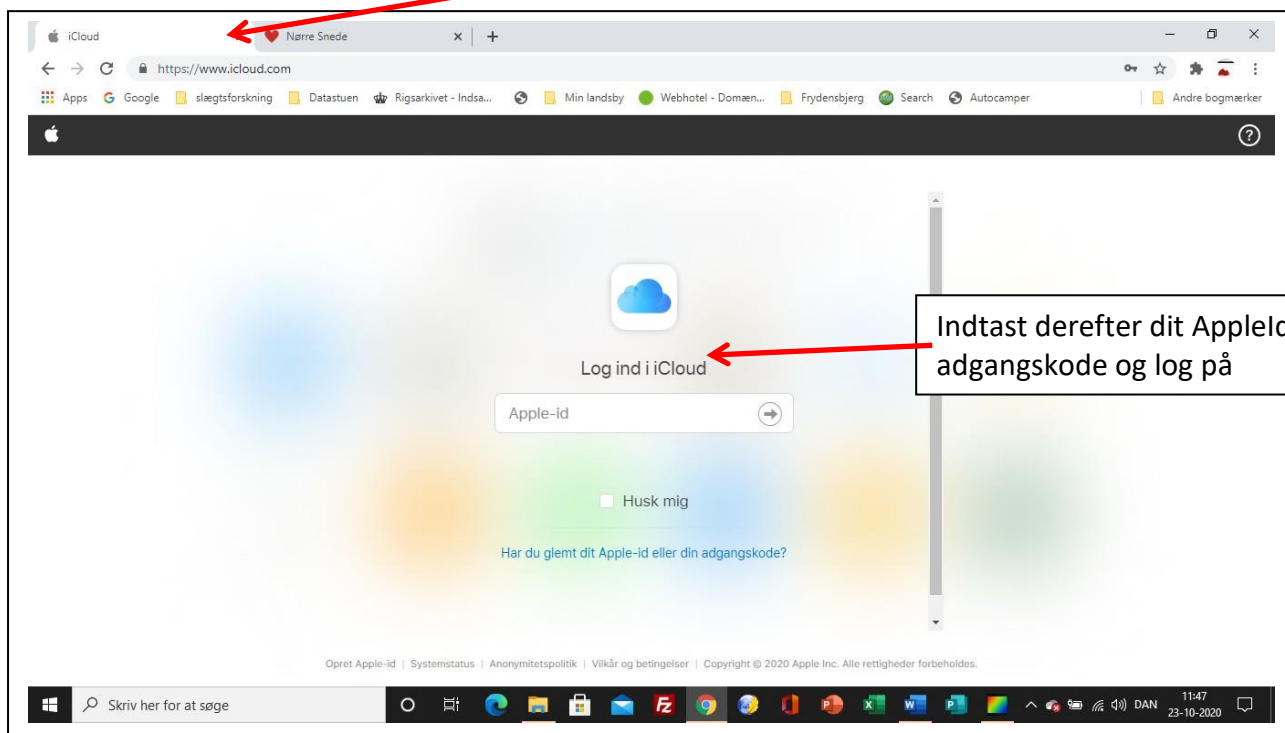 iCloud
Nørre Snede
https://www.icloud.com
Apps Google slægtsforskning Datastuen Rigsarkivet - Indsa... Min landsby Webhotel - Domæn... Frydensbjerg Search Autocamper Andre bogmærker
Indtast derefter dit AppleId
adgangskode og log på
Log ind i iCloud
Apple-id
Husk mig
Har du glemt dit Apple-id eller din adgangskode?
Opret Apple-id | Systemstatus | Anonymitetspolitik | Vilkår og betingelser | Copyright © 2020 Apple Inc. Alle rettigheder forbeholdes.
Skriv her for at søge
DAN
11:47
23-10-2020